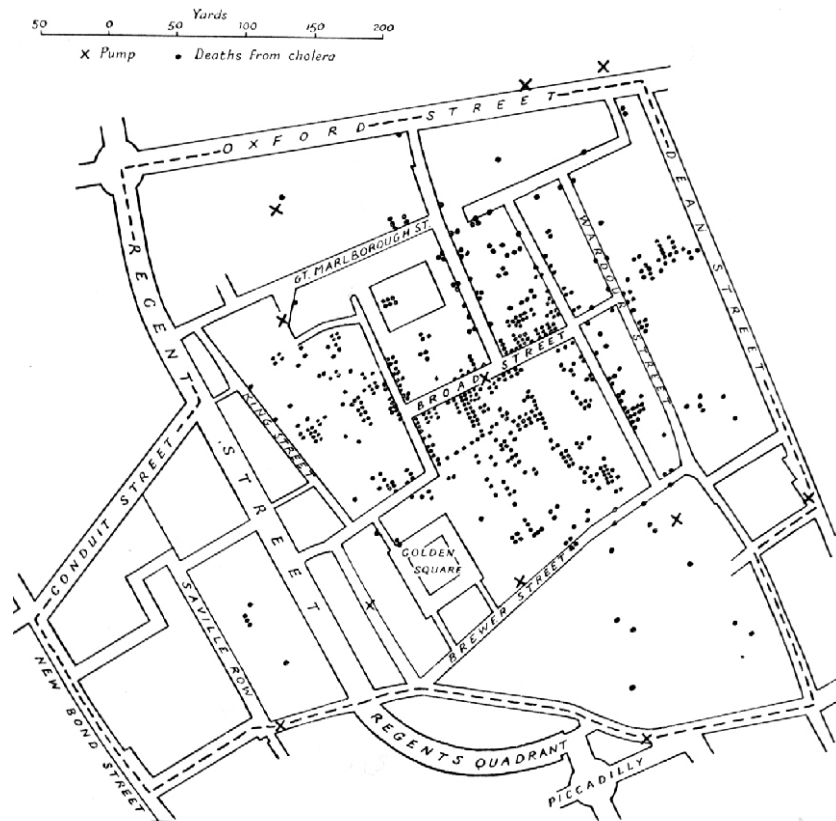 Yards
50 0 50 100 150 200
x Pump • Deaths from cholera
OXFORD STREET
DEAN STREET
WARDOUR STREET
REGENT STREET
GT. MARLBOROUGH ST.
BROAD STREET
KING STREET
CONDUIT STREET
GOLDEN
SQUARE
SAVILLE ROW
BREWER STREET
NEW BOND STREET
REGENTS QUADRANT
PICCADILLY